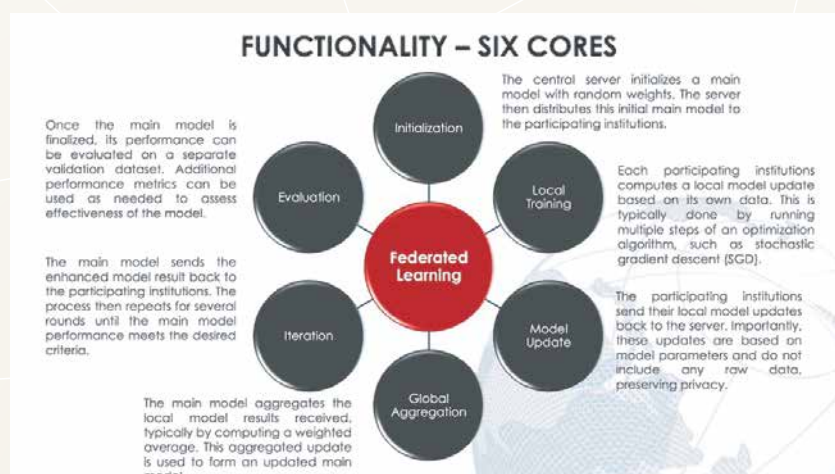 FUNCTIONALITY – SIX CORES
Initialization
The central server initializes a main
model with random weights. The server
then distributes this initial main model to
the participating institutions.
Local
Training
Each participating institutions
computes a local model update
based on its own data. This is
typically done by running
multiple steps of an optimization
algorithm, such as stochastic
gradient descent (SGD).
Model
Update
The participating institutions
send their local model updates
back to the server. Importantly,
these updates are based on
model parameters and do not
include any raw data,
preserving privacy.
Global
Aggregation
The main model aggregates the
local model results received,
typically by computing a weighted
average. This aggregated update
is used to form an updated main
Iteration
The main model sends the
enhanced model result back to
the participating institutions. The
process then repeats for several
rounds until the main model
performance meets the desired
criteria.
Evaluation
Once the main model is
finalized, its performance can
be evaluated on a separate
validation dataset. Additional
performance metrics can be
used as needed to assess
effectiveness of the model.
Federated
Learning